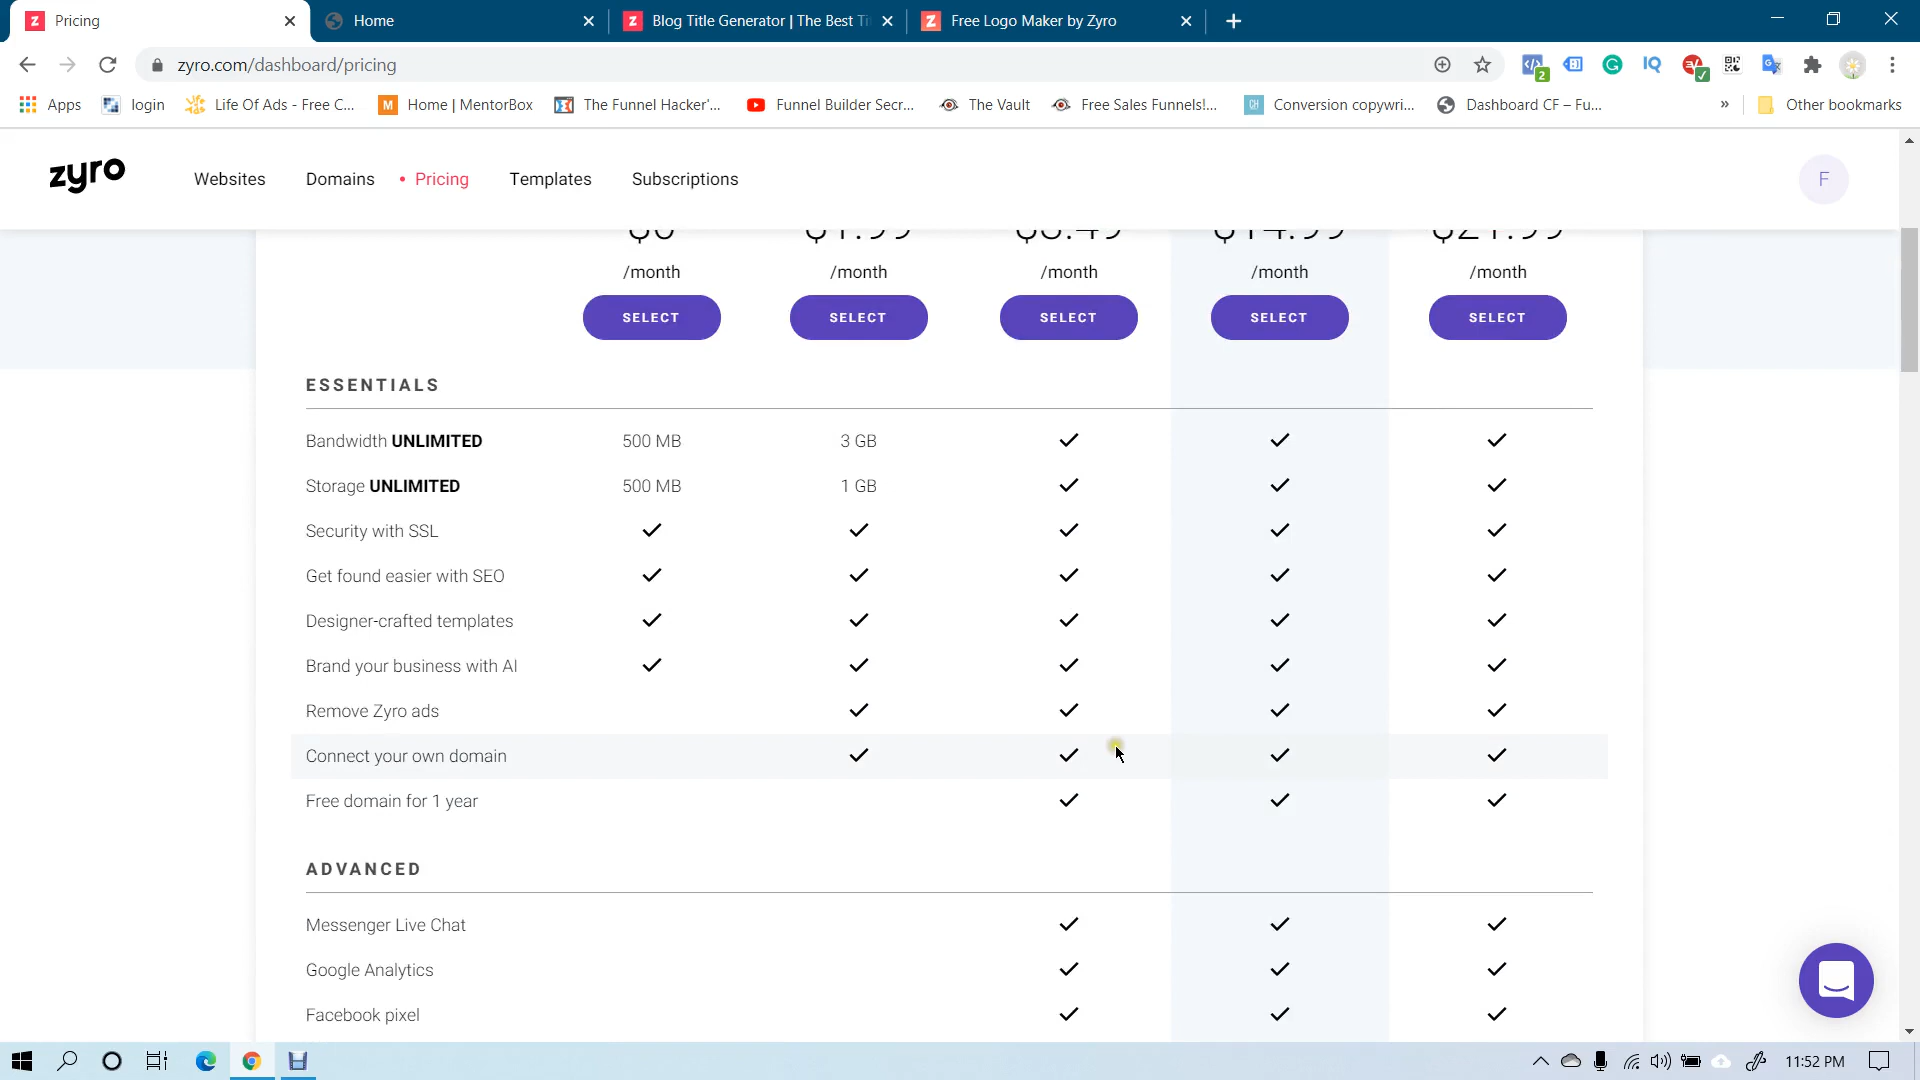 Pricing
Home
Blog Title Generator | The Best Ti
Free Logo Maker by Zyro
zyro.com/dashboard/pricing
Apps
login
Life Of Ads - Free C...
Home | MentorBox
The Funnel Hacker'...
Funnel Builder Secr...
The Vault
Free Sales Funnels!...
Conversion copywri...
Dashboard CF – Fu...
»
Other bookmarks
zyro
Websites
Domains
• Pricing
Templates
Subscriptions
F
/month /month /month /month /month
SELECT SELECT SELECT SELECT SELECT
ESSENTIALS
Bandwidth UNLIMITED 500 MB 3 GB
Storage UNLIMITED 500 MB 1 GB
Security with SSL
Get found easier with SEO
Designer-crafted templates
Brand your business with AI
Remove Zyro ads
Connect your own domain
Free domain for 1 year
ADVANCED
Messenger Live Chat
Google Analytics
Facebook pixel
11:52 PM